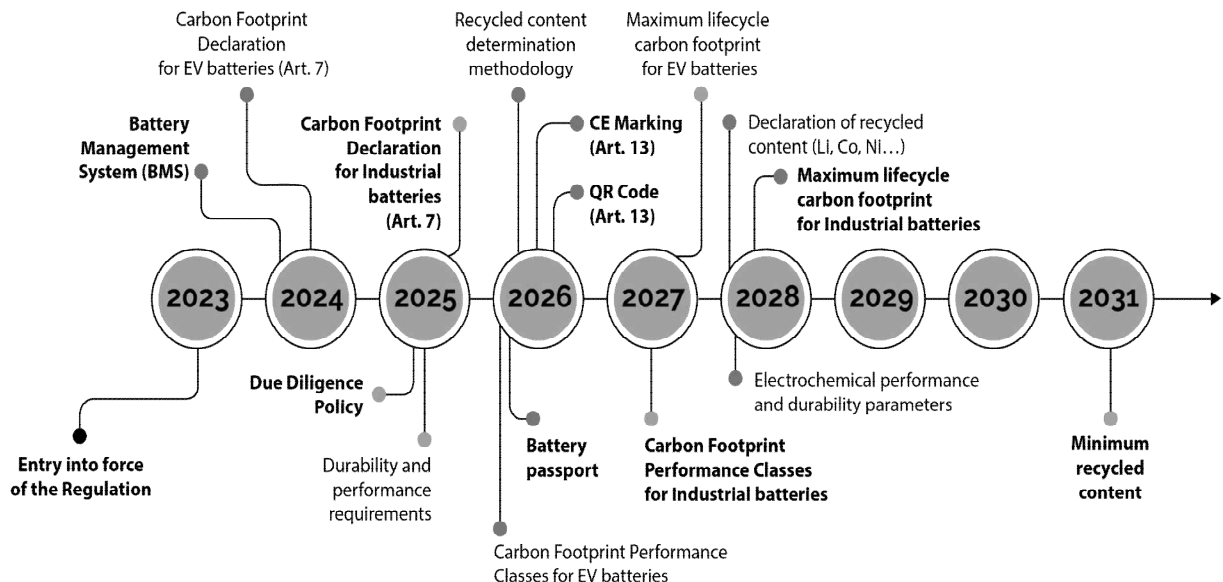 Carbon Footprint
Declaration
for EV batteries (Art. 7)
Battery
Management
System (BMS)
Carbon Footprint
Declaration
for Industrial
batteries
(Art. 7)
Recycled content
determination
methodology
CE Marking
(Art. 13)
QR Code
(Art. 13)
Maximum lifecycle
carbon footprint
for EV batteries
Declaration of recycled
content (Li, Co, Ni…)
Maximum lifecycle
carbon footprint
for Industrial batteries
2023
2024
2025
2026
2027
2028
2029
2030
2031
Entry into force
of the Regulation
Due Diligence
Policy
Durability and
performance
requirements
Carbon Footprint Performance
Classes for EV batteries
Battery
passport
Carbon Footprint
Performance Classes
for Industrial batteries
Electrochemical performance
and durability parameters
Minimum
recycled
content